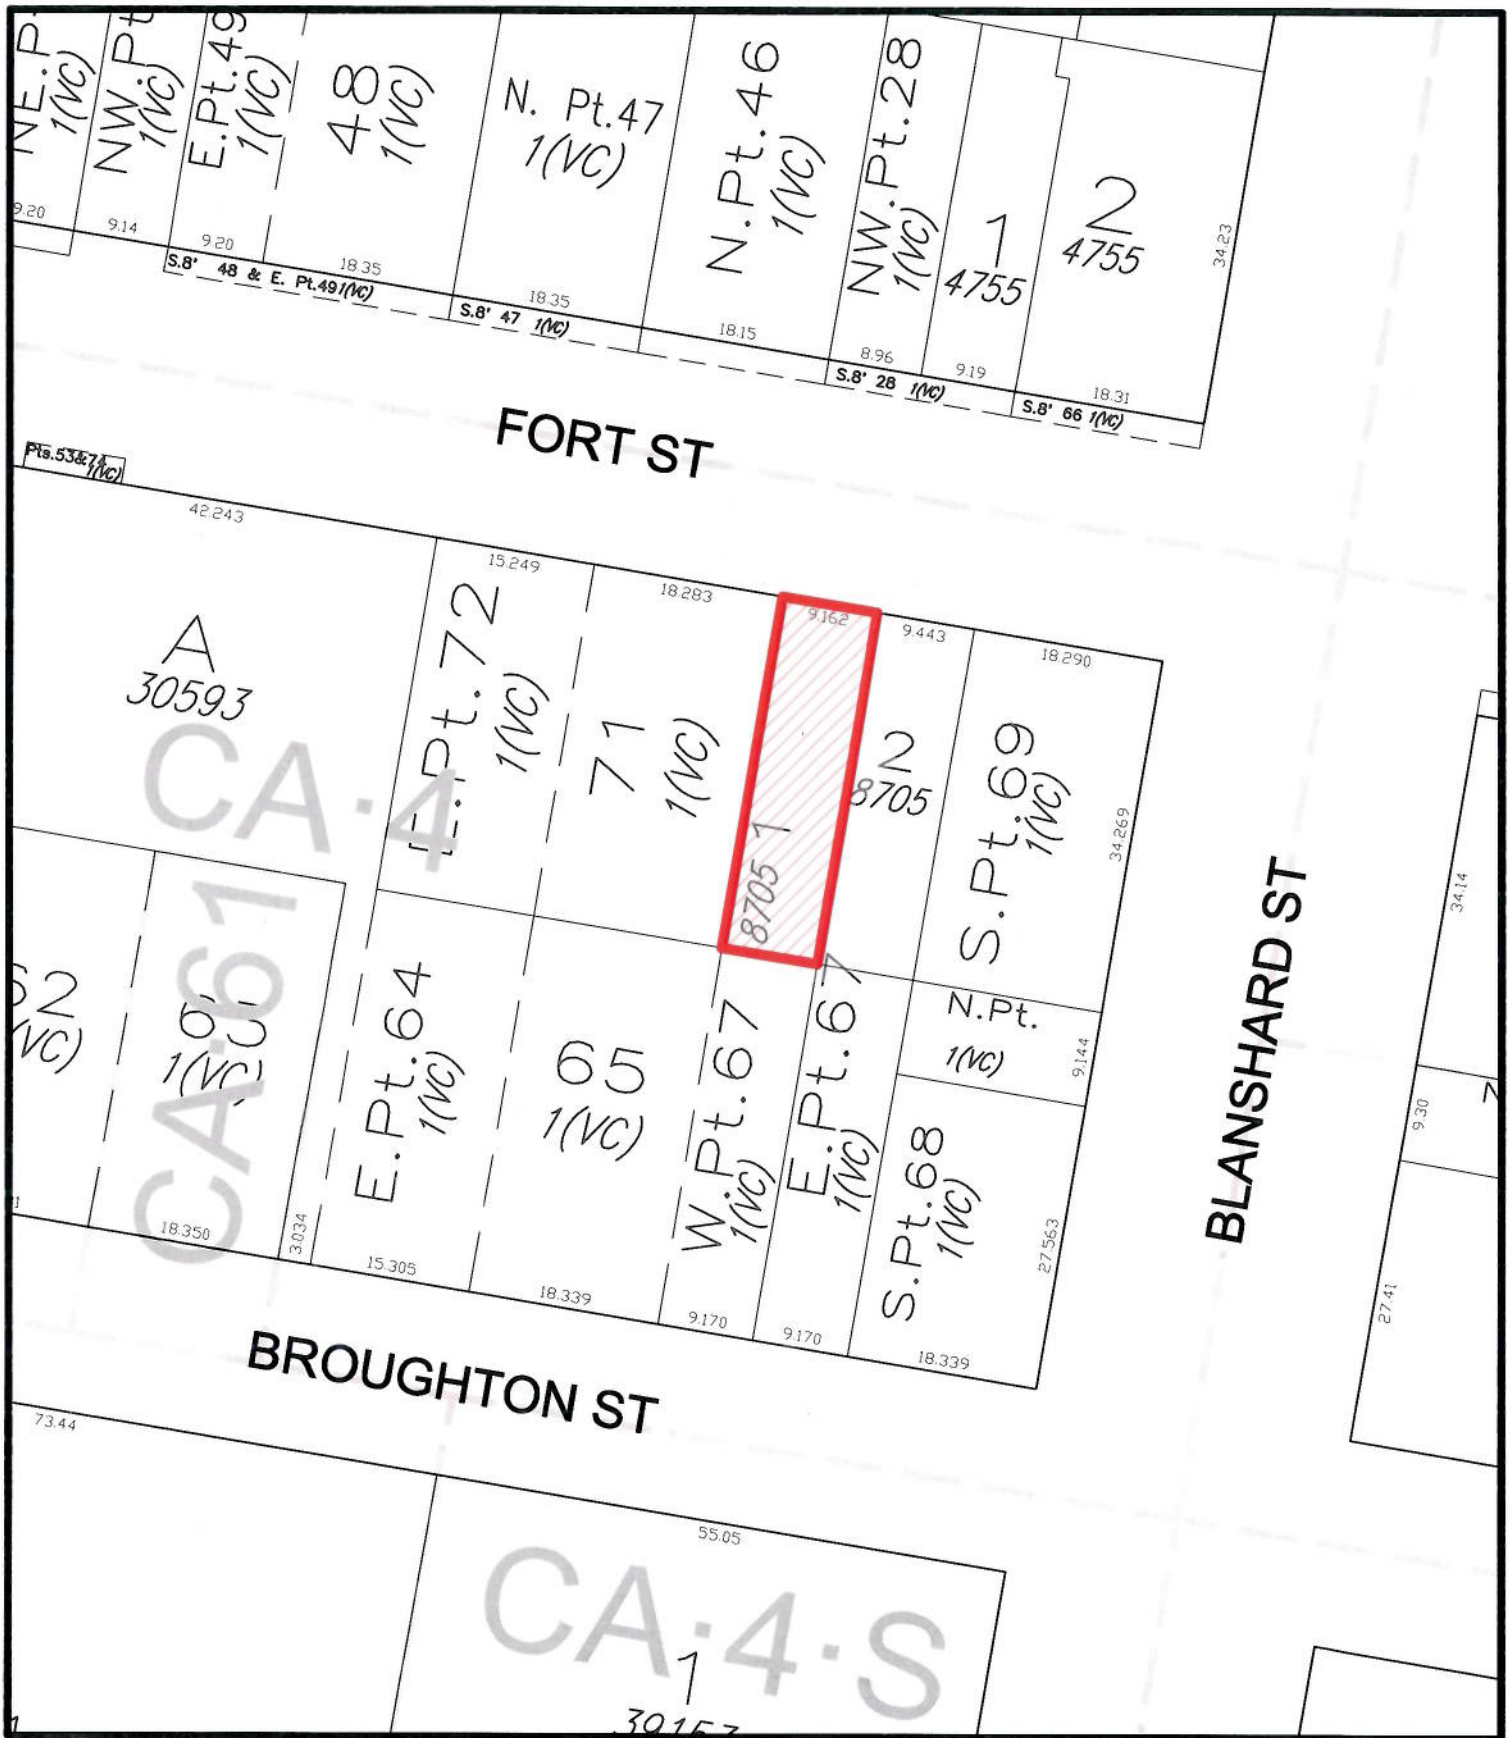 1(VC)
1(VC)
E.Pt.49
1(VC)
48
1(VC)
N. Pt.47
1(VC)
N.Pt.46
1(VC)
NW.Pt.28
1(VC)
1
4755
2
4755
34.23
9.20
9.14
9.20
18.35
18.35
18.15
8.96
9.19
18.31
S.8' 48 & E. Pt.49 1(VC)
S.8' 47 1(VC)
S.8' 28 1(VC)
S.8' 66 1(VC)
FORT ST
Pts.53&74
1(VC)
42.243
15.249
18.283
9.162
9.443
18.290
A
30593
E.Pt.72
1(VC)
71
1(VC)
1
8705
2
8705
S.Pt.69
1(VC)
34.269
CA·4
CA·61
62
(VC)
1(VC)
E.Pt.64
1(VC)
65
1(VC)
W.Pt.67
1(VC)
E.Pt.67
1(VC)
N.Pt.
1(VC)
9.144
S.Pt.68
1(VC)
27.563
18.350
3.034
15.305
18.339
9.170
9.170
18.339
BLANSHARD ST
34.14
9.30
27.41
BROUGHTON ST
73.44
55.05
CA·4·S
1
39153